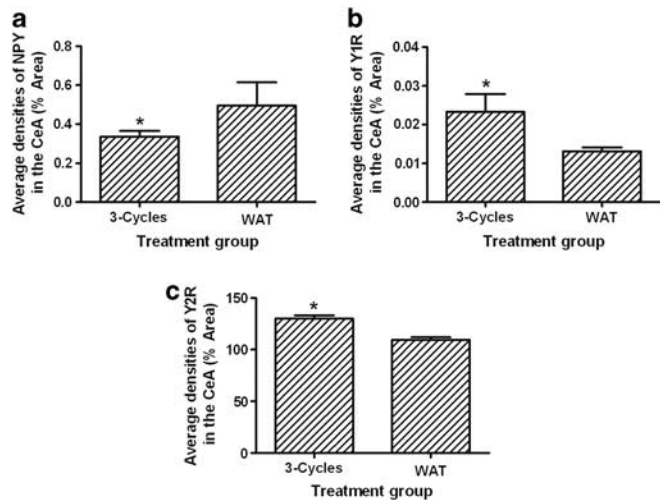 a
Average densities of NPY
in the CeA (% Area)
0.8
0.6
0.4
0.2
0.0
*
3-Cycles WAT
Treatment group
b
Average densities of Y1R
in the CeA (% Area)
0.04
0.03
0.02
0.01
0.00
*
3-Cycles WAT
Treatment group
c
Average densities of Y2R
in the CeA (% Area)
150
100
50
0
*
3-Cycles WAT
Treatment group